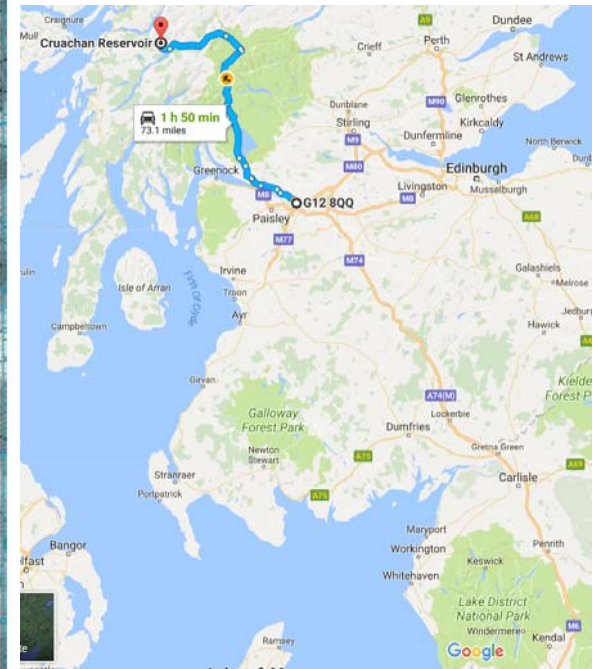 Craignure
Mull
Cruachan Reservoir
A9
Dundee
Crieff
Perth
St Andrews
M90
Glenrothes
Dunblane
Kirkcaldy
1 h 50 min
73.1 miles
Stirling
M9
Dunfermline
North Berwick
Greenock
M80
Edinburgh
Livingston
Musselburgh
M8
M8
G12 8QQ
Paisley
A68
M77
M74
Irvine
Galashiels
Isle of Arran
Troon
Melrose
Firth of Clyde
Ayr
Hawick
Campbeltown
Girvan
A74(M)
Galloway
Forest Park
Lockerbie
Dumfries
Gretna Green
Newton
Stewart
A75
A69
Carlisle
Stranraer
Portpatrick
A75
Maryport
Penrith
Bangor
Workington
Keswick
Whitehaven
Lake District
National Park
M6
Windermere
Kendal
Ramsey
Google